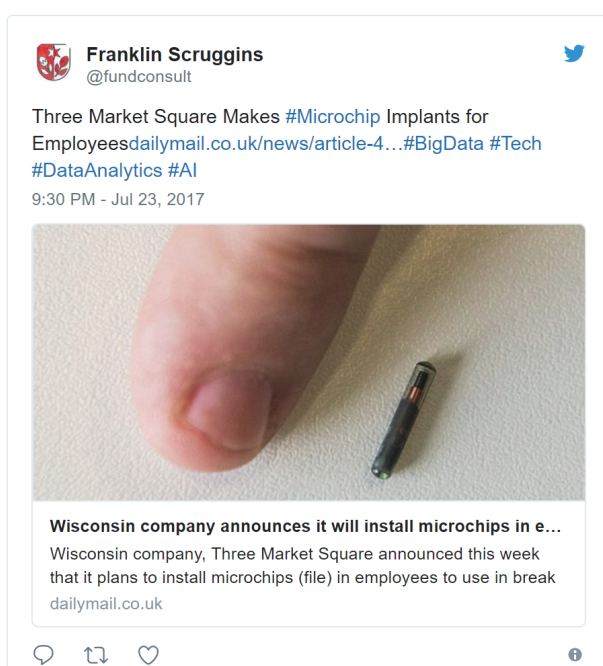 Franklin Scruggins
@fundconsult
Three Market Square Makes #Microchip Implants for
Employeesdailymail.co.uk/news/article-4…#BigData #Tech
#DataAnalytics #AI
9:30 PM - Jul 23, 2017
Wisconsin company announces it will install microchips in e…
Wisconsin company, Three Market Square announced this week
that it plans to install microchips (file) in employees to use in break
dailymail.co.uk